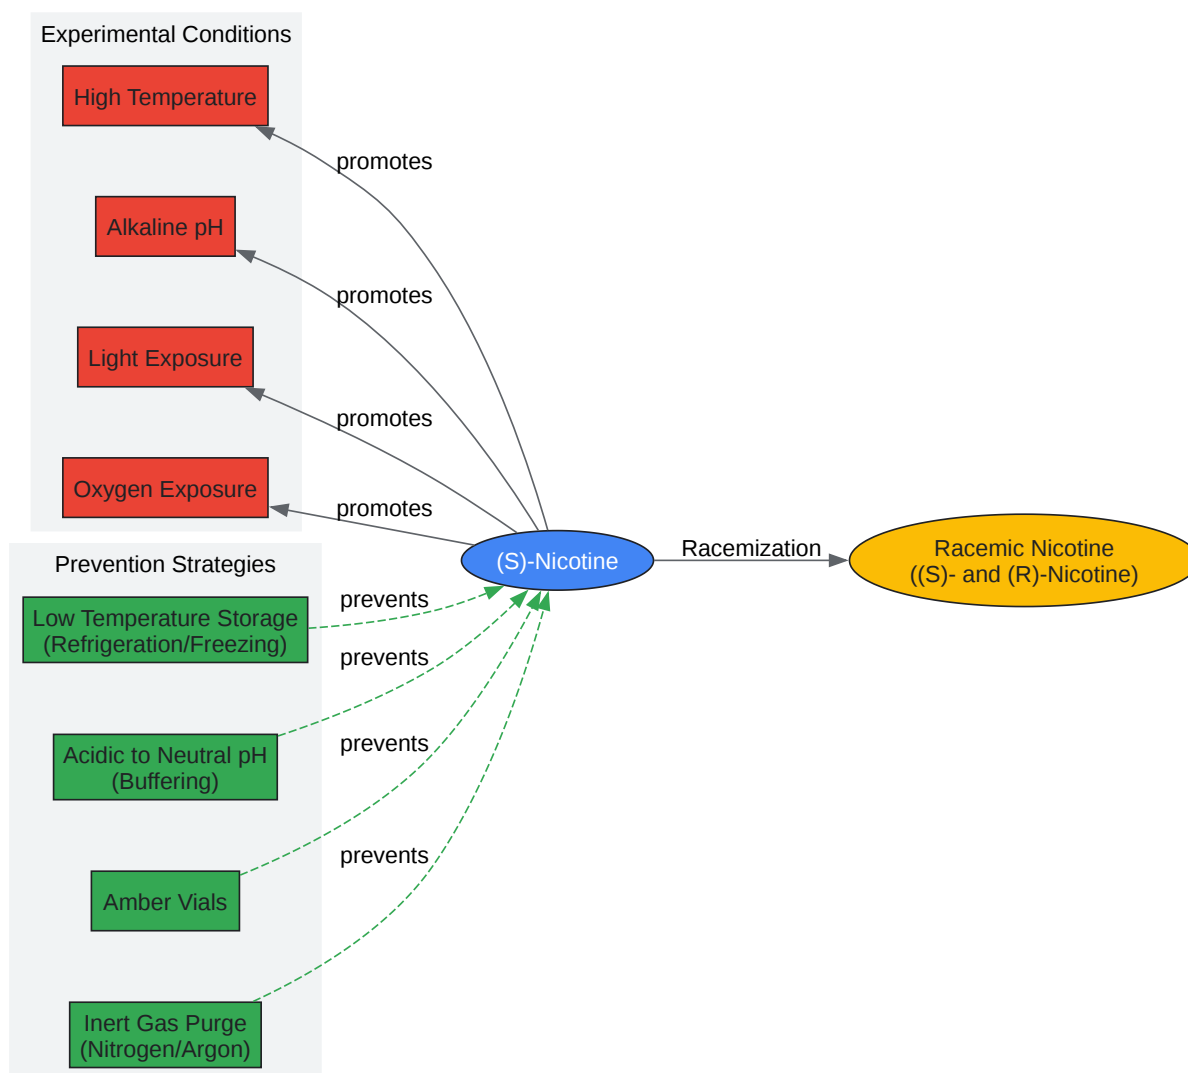 Experimental Conditions
High Temperature
promotes
Alkaline pH
promotes
Light Exposure
promotes
Oxygen Exposure
promotes
(S)-Nicotine
Racemization
Racemic Nicotine
((S)- and (R)-Nicotine)
Prevention Strategies
Low Temperature Storage
(Refrigeration/Freezing)
prevents
Acidic to Neutral pH
(Buffering)
prevents
Amber Vials
prevents
Inert Gas Purge
(Nitrogen/Argon)
prevents